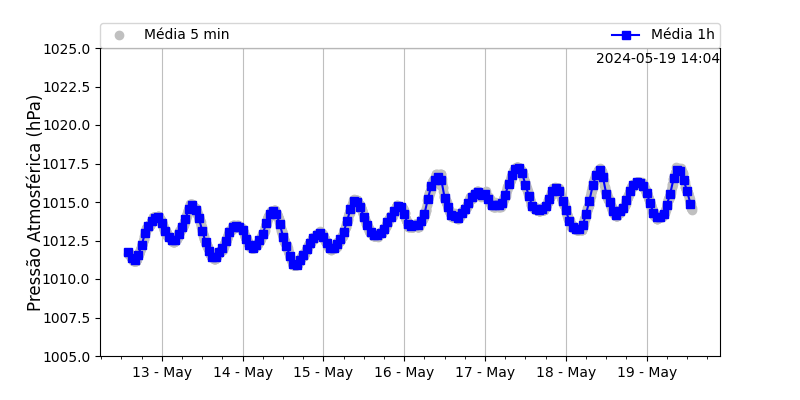 Média 5 min
Média 1h
2024-05-19 14:04
Pressão Atmosférica (hPa)
1025.0
1022.5
1020.0
1017.5
1015.0
1012.5
1010.0
1007.5
1005.0
13 - May
14 - May
15 - May
16 - May
17 - May
18 - May
19 - May